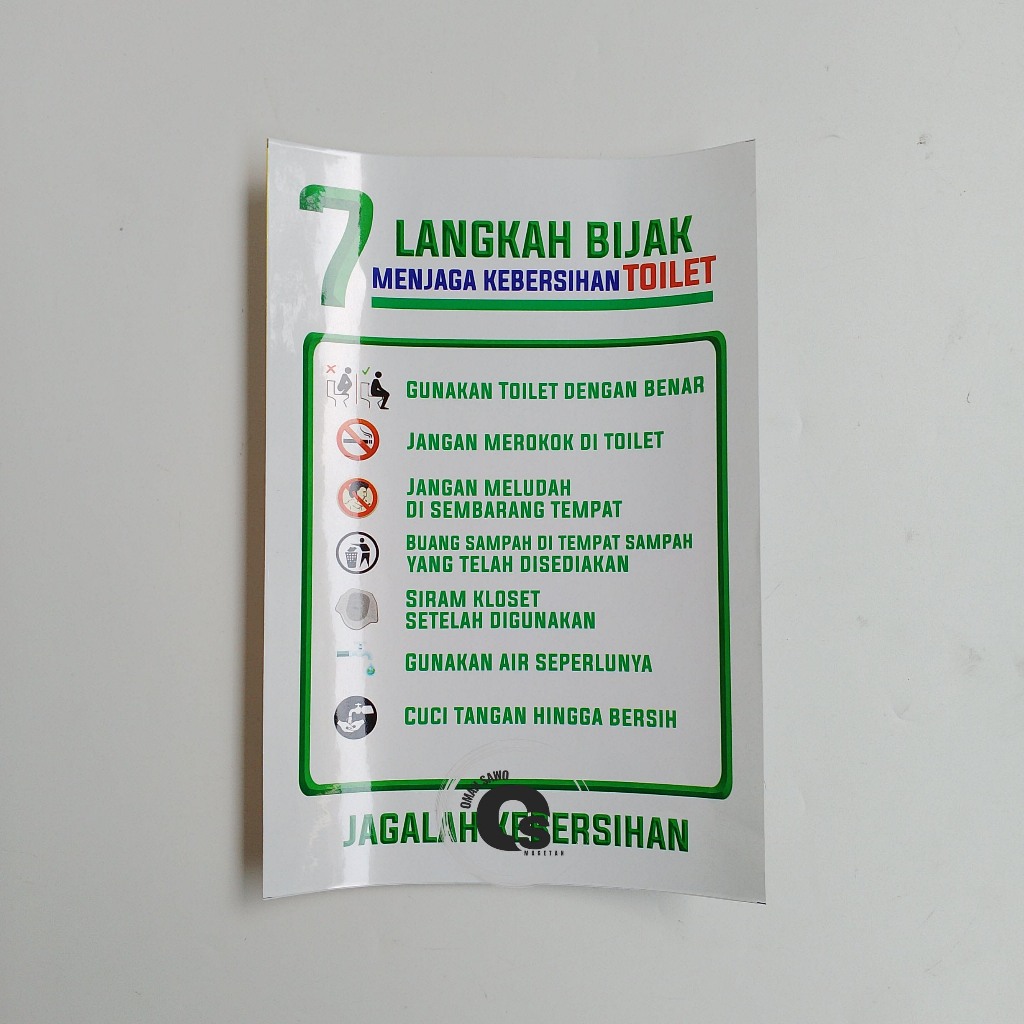 7
LANGKAH BIJAK
MENJAGA KEBERSIHAN TOILET
GUNAKAN TOILET DENGAN BENAR
JANGAN MEROKOK DI TOILET
JANGAN MELUDAH
DI SEMBARANG TEMPAT
BUANG SAMPAH DI TEMPAT SAMPAH
YANG TELAH DISEDIAKAN
SIRAM KLOSET
SETELAH DIGUNAKAN
GUNAKAN AIR SEPERLUNYA
CUCI TANGAN HINGGA BERSIH
OMAH SAWO
OS
MAGETAN
JAGALAH KEBERSIHAN